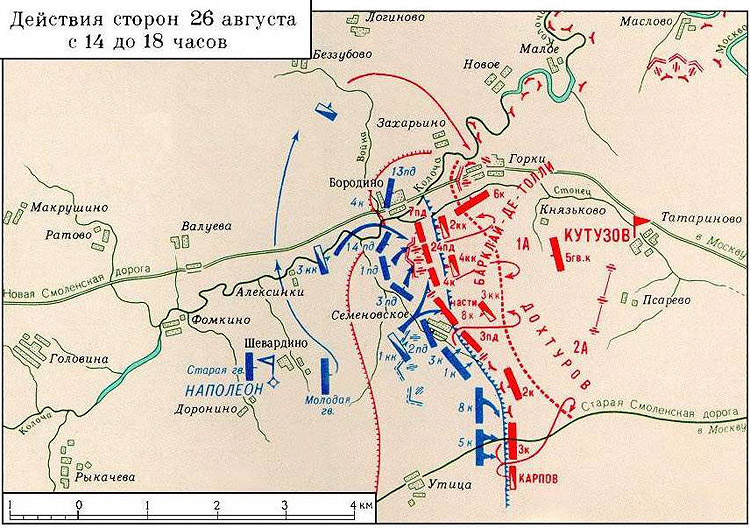 Действия сторон 26 августа
с 14 до 18 часов
Логиново
Беззубово
Колоча
Малое
Новое
Маслово
Москва
Захарьино
Война
Колоча
Горки
13пд
Бородино
4к
7пд
6к
2кк
БАРКЛАЙ ДЕ-ТОЛЛИ
Стонец
Князьково
1А
КУТУЗОВ
5гв.к
Татариново
в Москву
Псарево
Макрушино
Ратово
Валуева
3кк
14пд
24пд
4кк
1пд
4к
Новая Смоленская дорога
Алексинки
3пд
части
8к
3кк
ДОХТУРОВ
2А
Семеновское
3пд
Фомкино
Шевардино
Головина
Старая гв.
НАПОЛЕОН
Доронино
Молодая
гв.
1кк
2пд
3к
1к
2к
Старая Смоленская дорога
в Москву
8к
5к
3к
КАРПОВ
Колоча
Рыкачева
Утица
1 0 1 2 3 4 км